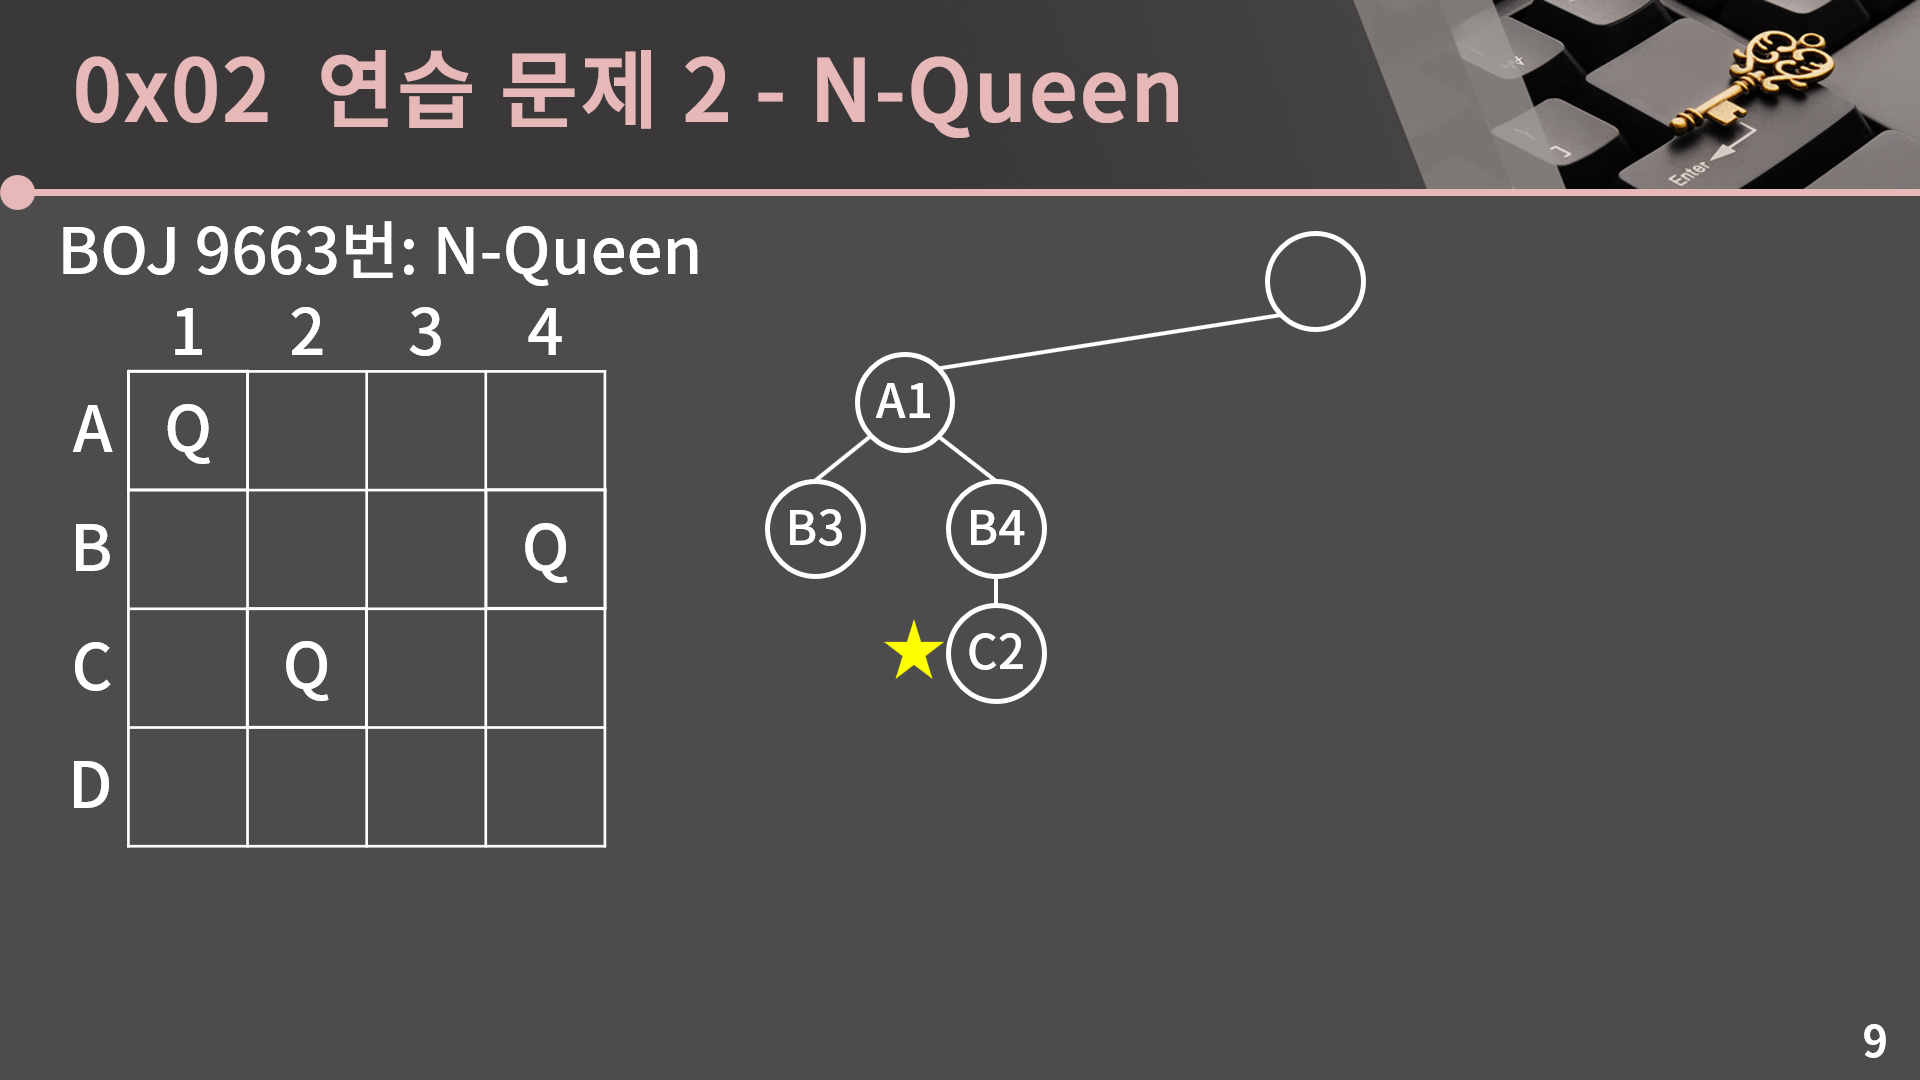 0x02 연습 문제 2 - N-Queen
Enter
BOJ 9663번: N-Queen
1 2 3 4
A Q
B Q
C Q
D
A1
B3 B4
C2
9